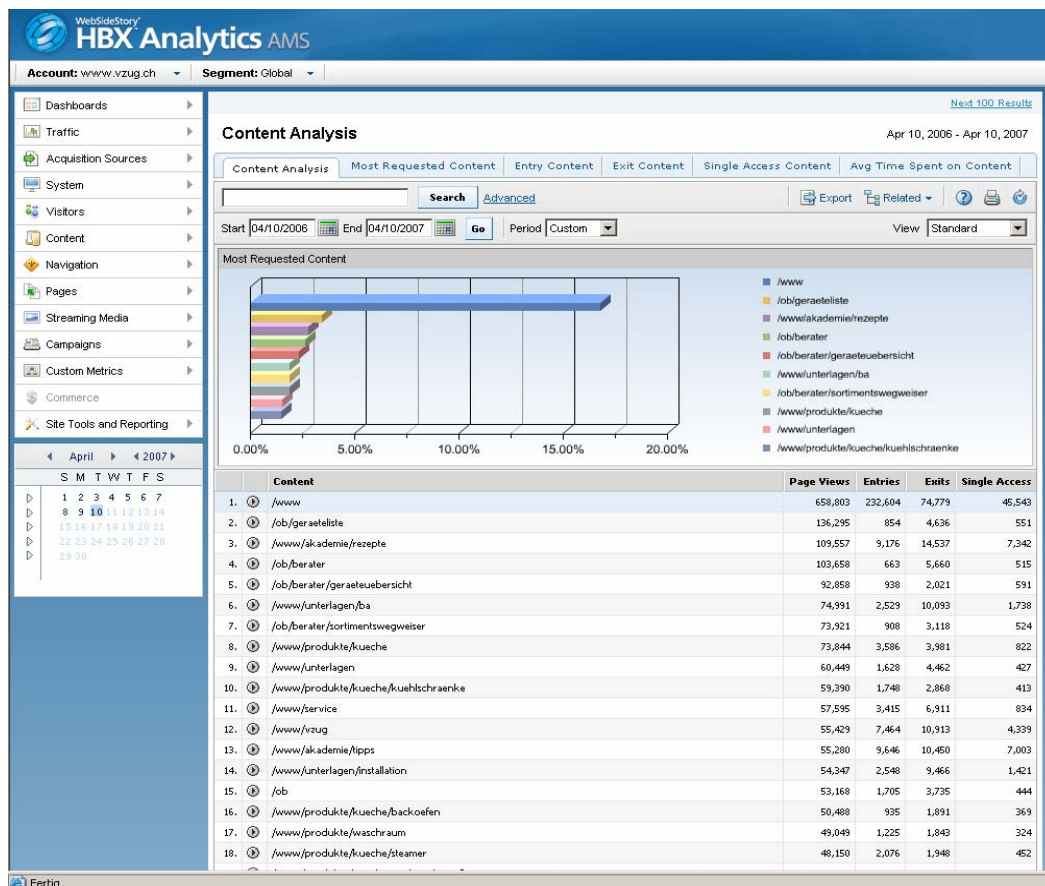 WebSideStory
HBX Analytics AMS
Account: www.vzug.ch Segment: Global
Dashboards
Traffic
Acquisition Sources
System
Visitors
Content
Navigation
Pages
Streaming Media
Campaigns
Custom Metrics
Commerce
Site Tools and Reporting
April 2007
S M T W T F S
1 2 3 4 5 6 7
8 9 10 11 12 13 14
15 16 17 18 19 20 21
22 23 24 25 26 27 28
29 30
Next 100 Results
Content Analysis Apr 10, 2006 - Apr 10, 2007
Content Analysis Most Requested Content Entry Content Exit Content Single Access Content Avg Time Spent on Content
Search Advanced Export Related
Start 04/10/2006 End 04/10/2007 Go Period Custom View Standard
Most Requested Content
/www
/ob/geraeteliste
/www/akademie/rezepte
/ob/berater
/ob/berater/geraeteuebersicht
/www/unterlagen/ba
/ob/berater/sortimentswegweiser
/www/produkte/kueche
/www/unterlagen
/www/produkte/kueche/kuehlschraenke
0.00% 5.00% 10.00% 15.00% 20.00%
Content Page Views Entries Exits Single Access
1. /www 658,803 232,604 74,779 45,543
2. /ob/geraeteliste 136,295 854 4,636 551
3. /www/akademie/rezepte 109,557 9,176 14,537 7,342
4. /ob/berater 103,658 663 5,660 515
5. /ob/berater/geraeteuebersicht 92,858 938 2,021 591
6. /www/unterlagen/ba 74,991 2,529 10,093 1,738
7. /ob/berater/sortimentswegweiser 73,921 908 3,118 524
8. /www/produkte/kueche 73,844 3,586 3,981 822
9. /www/unterlagen 60,449 1,628 4,462 427
10. /www/produkte/kueche/kuehlschraenke 59,390 1,748 2,868 413
11. /www/service 57,595 3,415 6,911 834
12. /www/vzug 55,429 7,464 10,913 4,339
13. /www/akademie/tipps 55,280 9,646 10,450 7,003
14. /www/unterlagen/installation 54,347 2,548 9,466 1,421
15. /ob 53,168 1,705 3,735 444
16. /www/produkte/kueche/backoefen 50,488 935 1,891 369
17. /www/produkte/waschraum 49,049 1,225 1,843 324
18. /www/produkte/kueche/steamer 48,150 2,076 1,948 452
Fertig